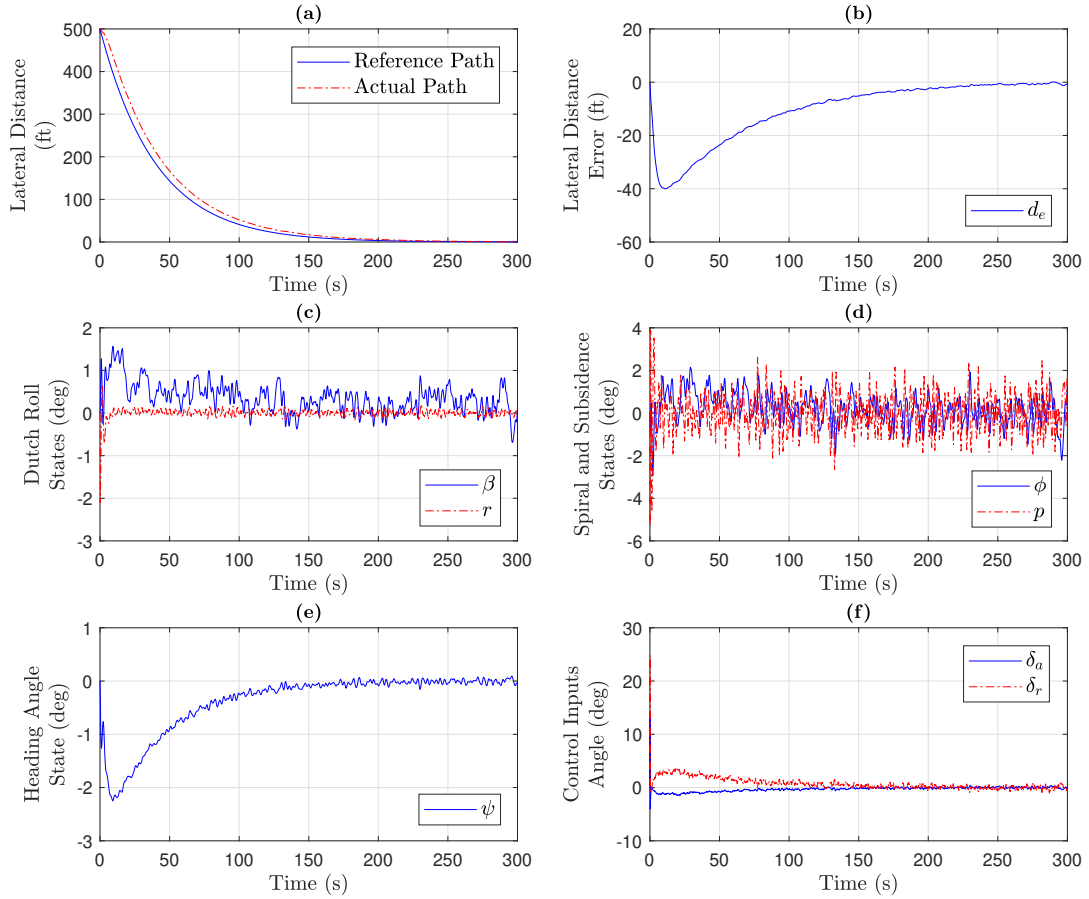 (a)
500
400
300
200
100
0
Lateral Distance
(ft)
Reference Path
Actual Path
0 50 100 150 200 250 300
Time (s)
(b)
20
0
-20
-40
-60
Lateral Distance
Error (ft)
d_e
0 50 100 150 200 250 300
Time (s)
(c)
2
1
0
-1
-2
-3
Dutch Roll
States (deg)
β
r
0 50 100 150 200 250 300
Time (s)
(d)
4
2
0
-2
-4
-6
Spiral and Subsidence
States (deg)
ϕ
p
0 50 100 150 200 250 300
Time (s)
(e)
1
0
-1
-2
-3
Heading Angle
State (deg)
ψ
0 50 100 150 200 250 300
Time (s)
(f)
30
20
10
0
-10
Control Inputs
Angle (deg)
δ_a
δ_r
0 50 100 150 200 250 300
Time (s)